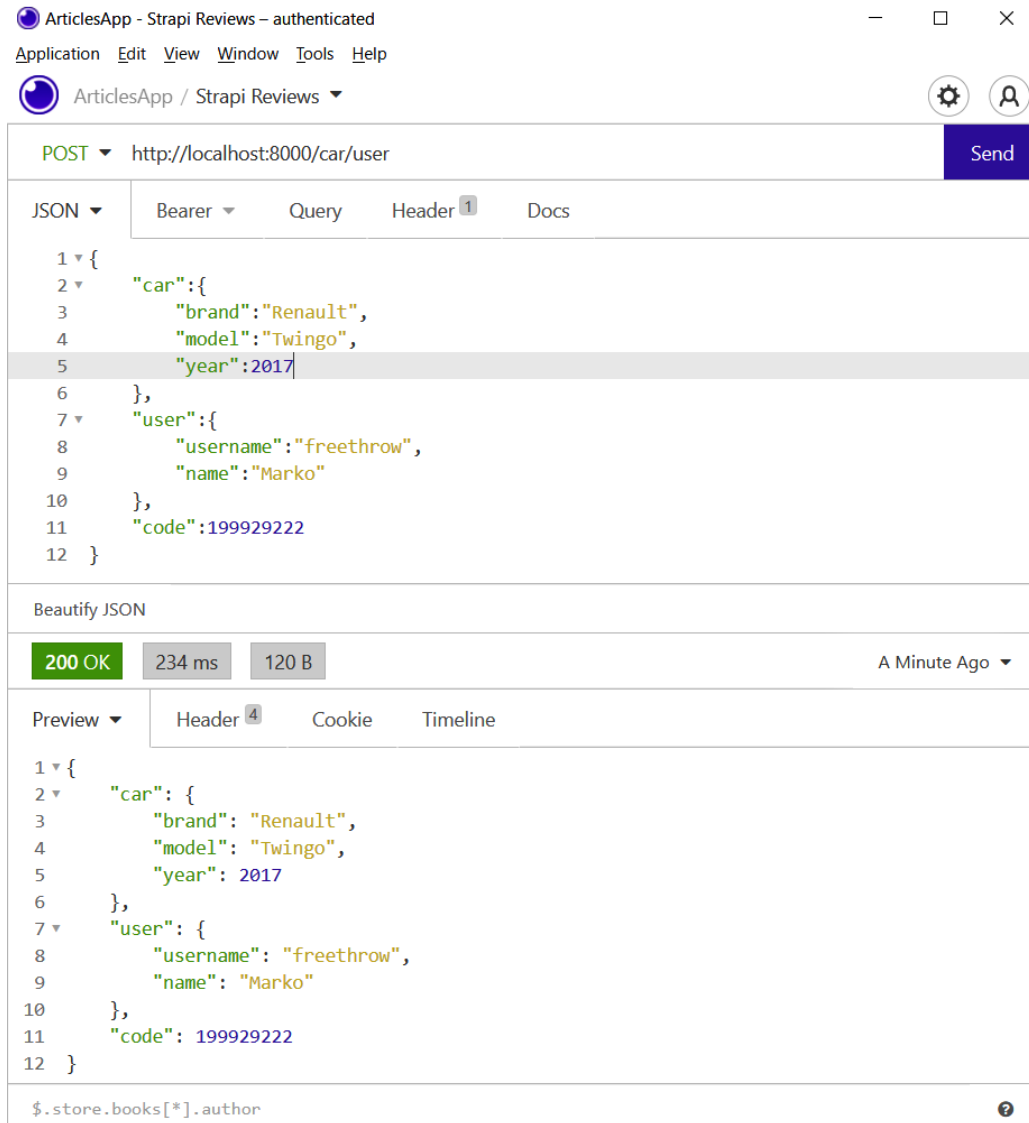 ArticlesApp - Strapi Reviews – authenticated
Application Edit View Window Tools Help
ArticlesApp / Strapi Reviews
POST http://localhost:8000/car/user Send
JSON Bearer Query Header 1 Docs
1 {
2 "car":{
3 "brand":"Renault",
4 "model":"Twingo",
5 "year":2017
6 },
7 "user":{
8 "username":"freethrow",
9 "name":"Marko"
10 },
11 "code":199929222
12 }
Beautify JSON
200 OK 234 ms 120 B A Minute Ago
Preview Header 4 Cookie Timeline
1 {
2 "car": {
3 "brand": "Renault",
4 "model": "Twingo",
5 "year": 2017
6 },
7 "user": {
8 "username": "freethrow",
9 "name": "Marko"
10 },
11 "code": 199929222
12 }
$.store.books[*].author